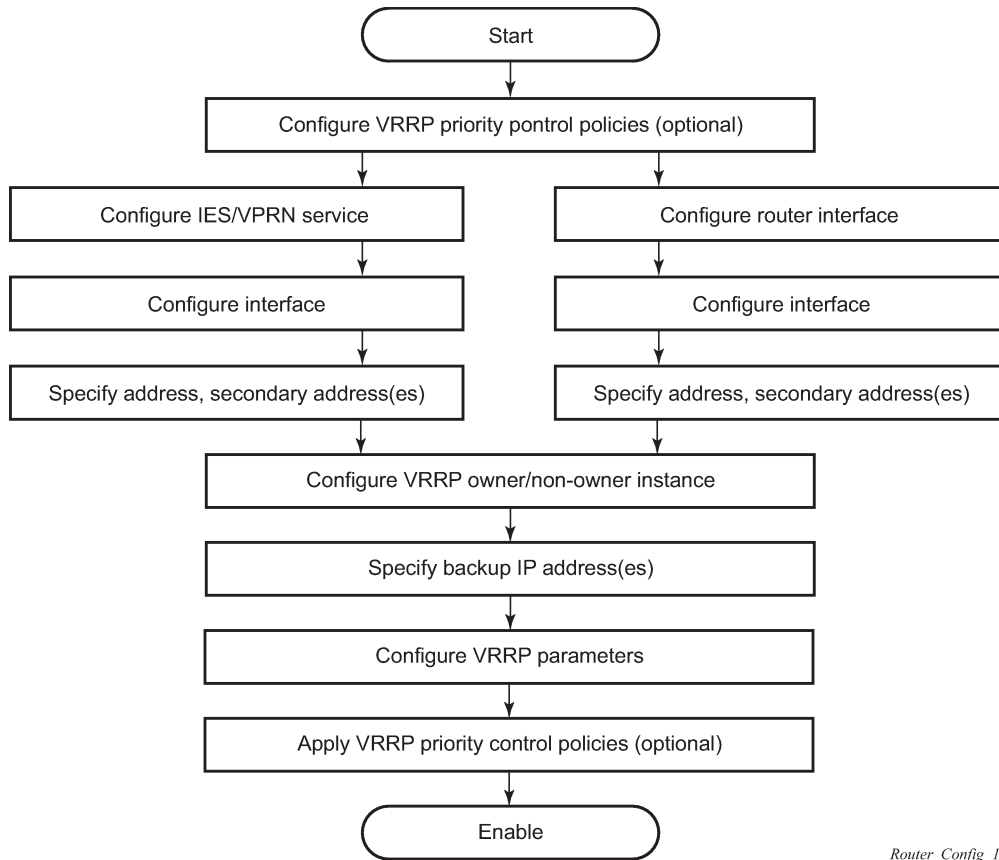 Start
Configure VRRP priority pontrol policies (optional)
Configure IES/VPRN service
Configure router interface
Configure interface
Configure interface
Specify address, secondary address(es)
Specify address, secondary address(es)
Configure VRRP owner/non-owner instance
Specify backup IP address(es)
Configure VRRP parameters
Apply VRRP priority control policies (optional)
Enable
Router_Config_1